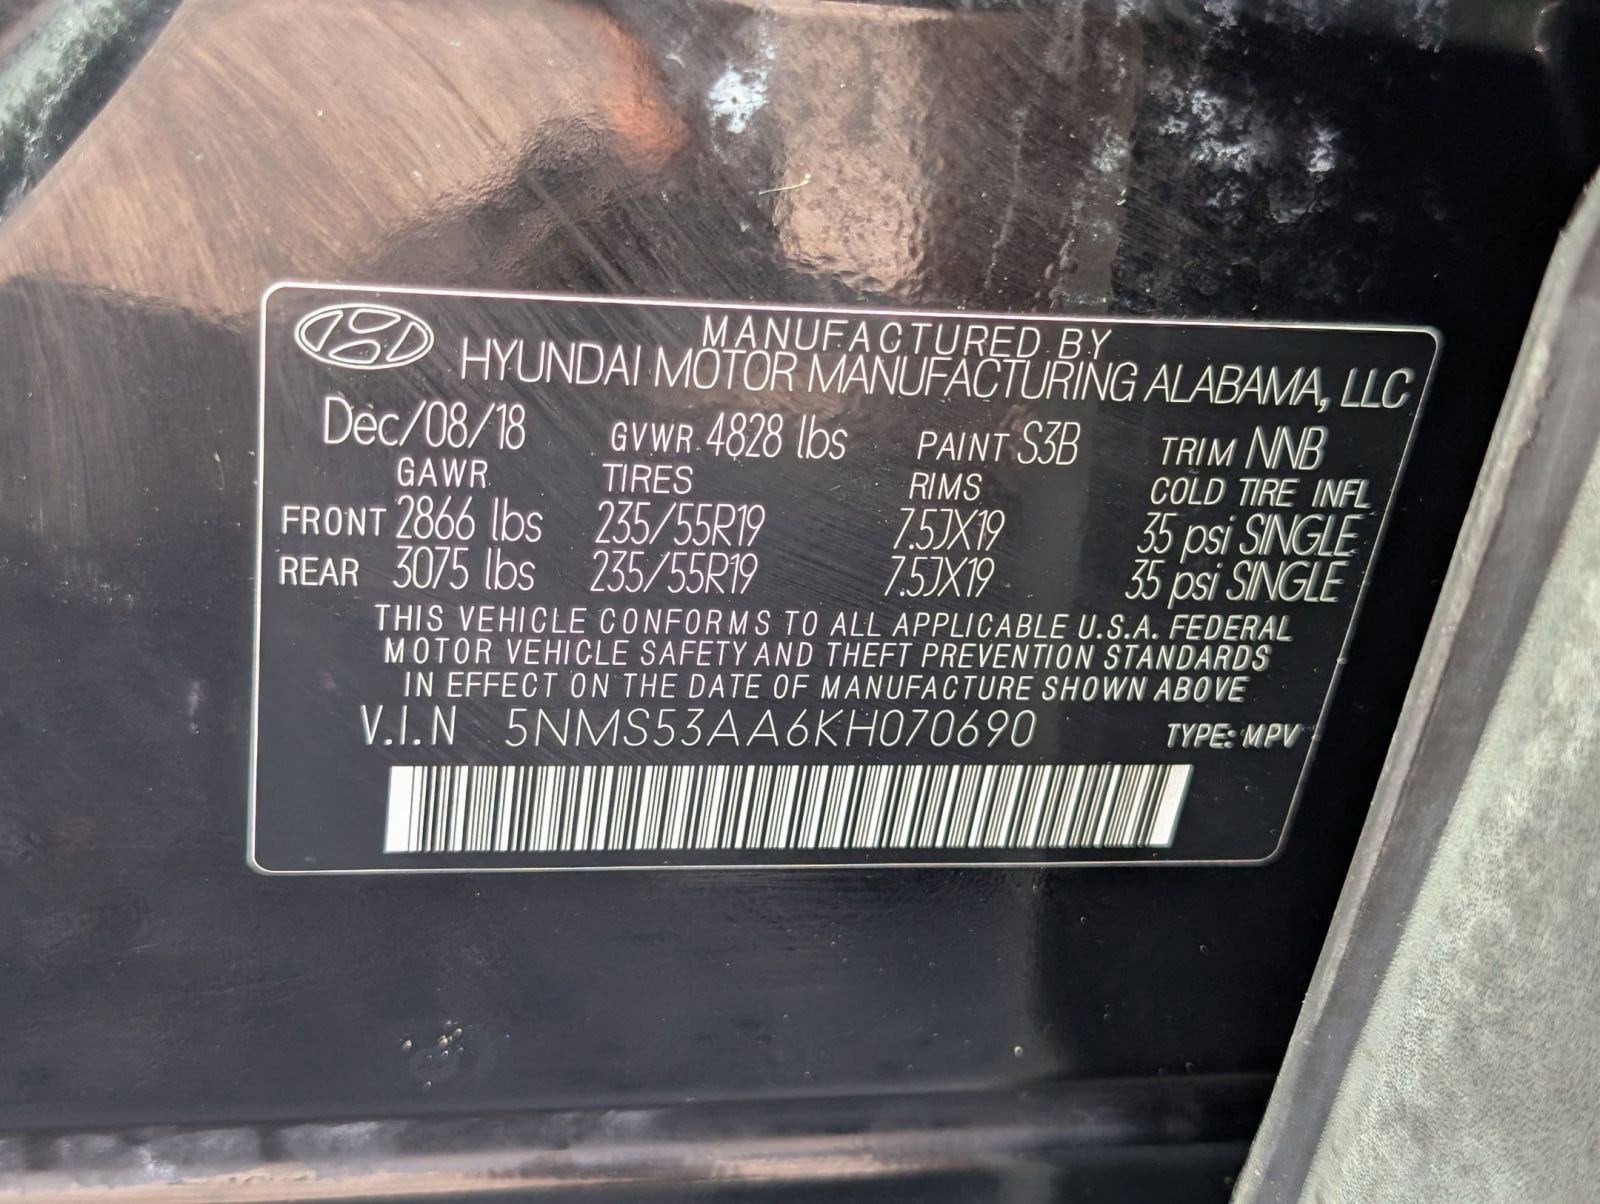 MANUFACTURED BY
HYUNDAI MOTOR MANUFACTURING ALABAMA, LLC
Dec/08/18 GVWR 4828 lbs PAINT S3B TRIM NNB
GAWR TIRES RIMS COLD TIRE INFL
FRONT 2866 lbs 235/55R19 7.5JX19 35 psi SINGLE
REAR 3075 lbs 235/55R19 7.5JX19 35 psi SINGLE
THIS VEHICLE CONFORMS TO ALL APPLICABLE U.S.A. FEDERAL
MOTOR VEHICLE SAFETY AND THEFT PREVENTION STANDARDS
IN EFFECT ON THE DATE OF MANUFACTURE SHOWN ABOVE
V.I.N 5NMS53AA6KH070690 TYPE: MPV